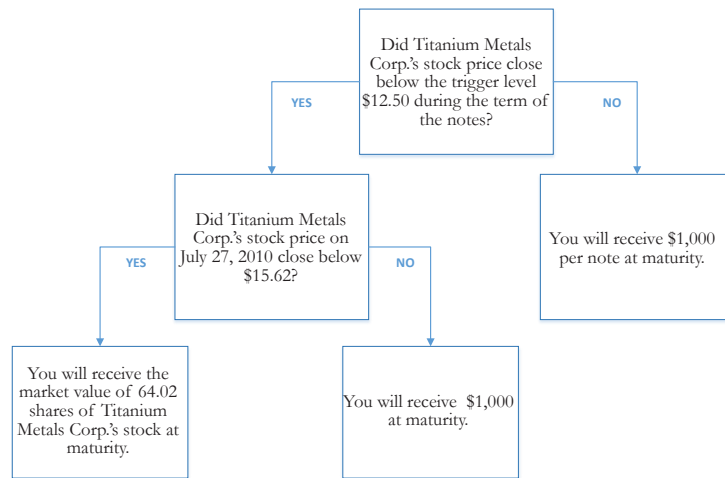 Did Titanium Metals
Corp.'s stock price close
below the trigger level
$12.50 during the term of
the notes?
YES
NO
Did Titanium Metals
Corp.'s stock price on
July 27, 2010 close below
$15.62?
You will receive $1,000
per note at maturity.
YES
NO
You will receive the
market value of 64.02
shares of Titanium
Metals Corp.'s stock at
maturity.
You will receive $1,000
at maturity.